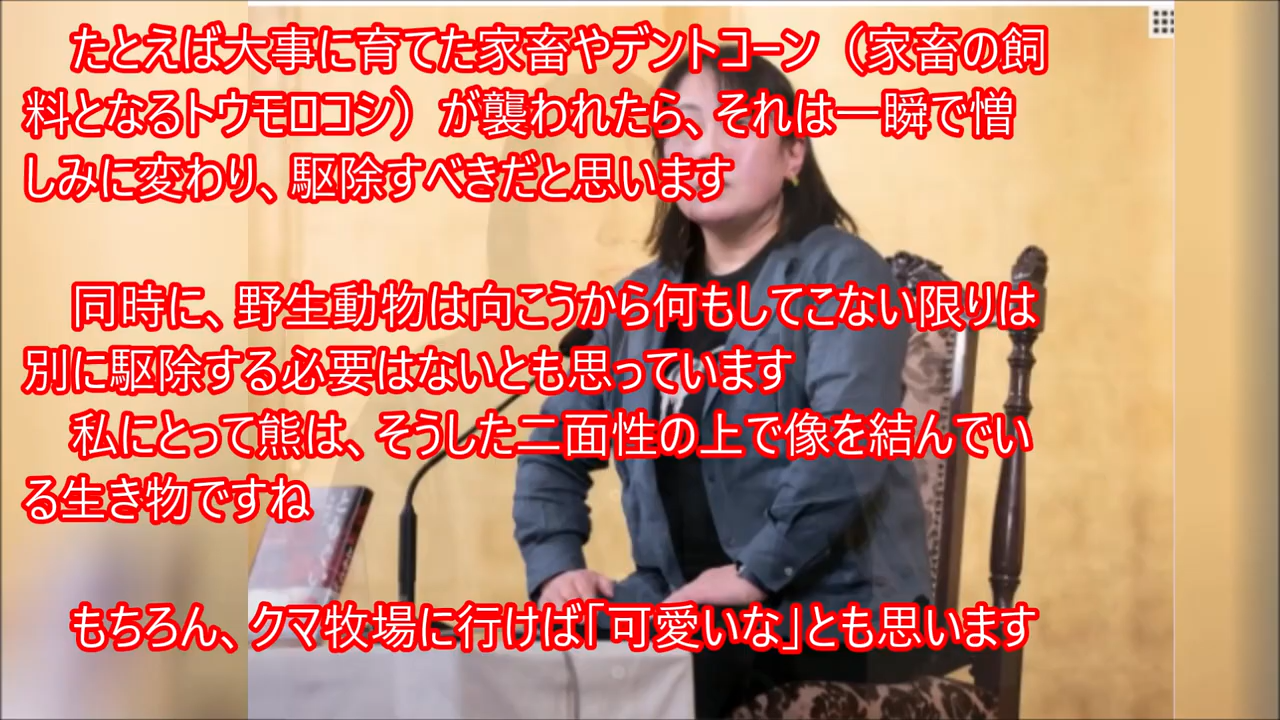 たとえば大事に育てた家畜やデントコーン（家畜の飼
料となるトウモロコシ）が襲われたら、それは一瞬で憎
しみに変わり、駆除すべきだと思います
同時に、野生動物は向こうから何もしてこない限りは
別に駆除する必要はないとも思っています
私にとって熊は、そうした二面性の上で像を結んでい
る生き物ですね
もちろん、クマ牧場に行けば「可愛いな」とも思います